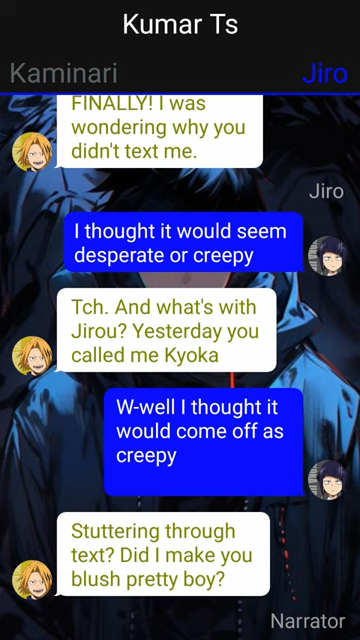 Kumar Ts
Kaminari
Jiro
FINALLY! I was
wondering why you
didn't text me.
Jiro
I thought it would seem
desperate or creepy
Tch. And what's with
Jirou? Yesterday you
called me Kyoka
W-well I thought it
would come off as
creepy
Stuttering through
text? Did I make you
blush pretty boy?
Narrator